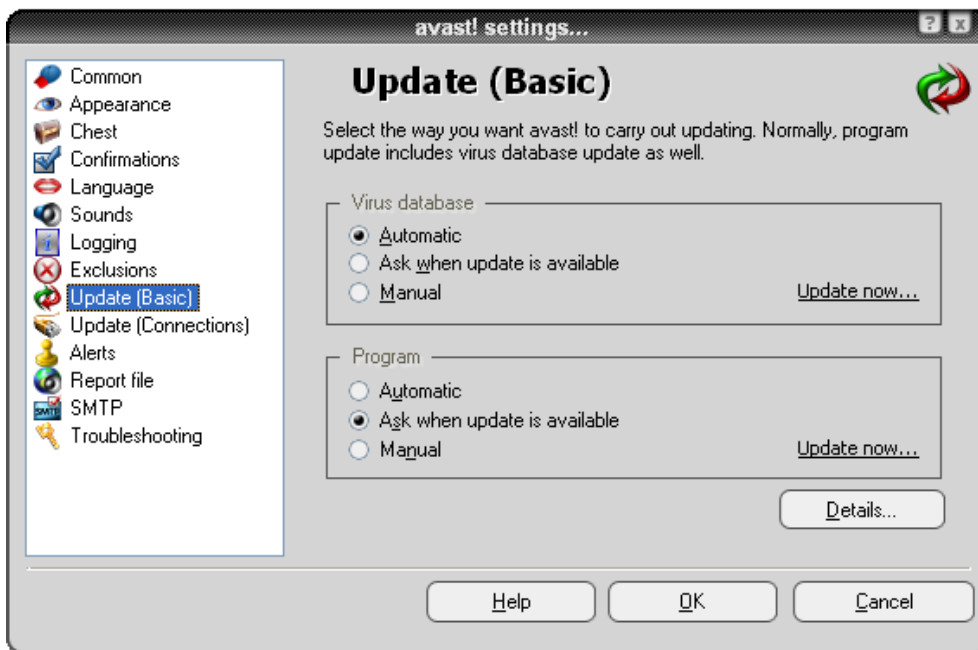 avast! settings...
? x
Common
Appearance
Chest
Confirmations
Language
Sounds
Logging
Exclusions
Update (Basic)
Update (Connections)
Alerts
Report file
SMTP
SMTP
Troubleshooting
Update (Basic)
Select the way you want avast! to carry out updating. Normally, program
update includes virus database update as well.
Virus database
Automatic
Ask when update is available
Manual
Update now...
Program
Automatic
Ask when update is available
Manual
Update now...
Details...
Help
OK
Cancel